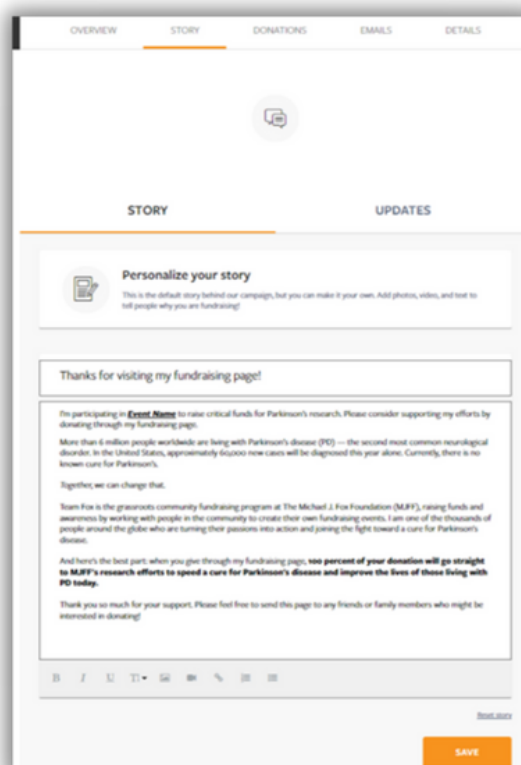 OVERVIEW STORY DONATIONS EMAILS DETAILS
STORY UPDATES
Personalize your story
This is the default story behind our campaign, but you can make it your own. Add photos, video, and text to
tell people why you are fundraising!
Thanks for visiting my fundraising page!
I'm participating in Event Name to raise critical funds for Parkinson's research. Please consider supporting my efforts by
donating through my fundraising page.
More than 6 million people worldwide are living with Parkinson's disease (PD) — the second most common neurological
disorder. In the United States, approximately 60,000 new cases will be diagnosed this year alone. Currently, there is no
known cure for Parkinson's.
Together, we can change that.
Team Fox is the grassroots community fundraising program at The Michael J. Fox Foundation (MJFF), raising funds and
awareness by working with people in the community to create their own fundraising events. I am one of the thousands of
people around the globe who are turning their passions into action and joining the fight toward a cure for Parkinson's
disease.
And here's the best part: when you give through my fundraising page, 100 percent of your donation will go straight
to MJFF's research efforts to speed a cure for Parkinson's disease and improve the lives of those living with
PD today.
Thank you so much for your support. Please feel free to send this page to any friends or family members who might be
interested in donating!
B I U T
Reset story
SAVE